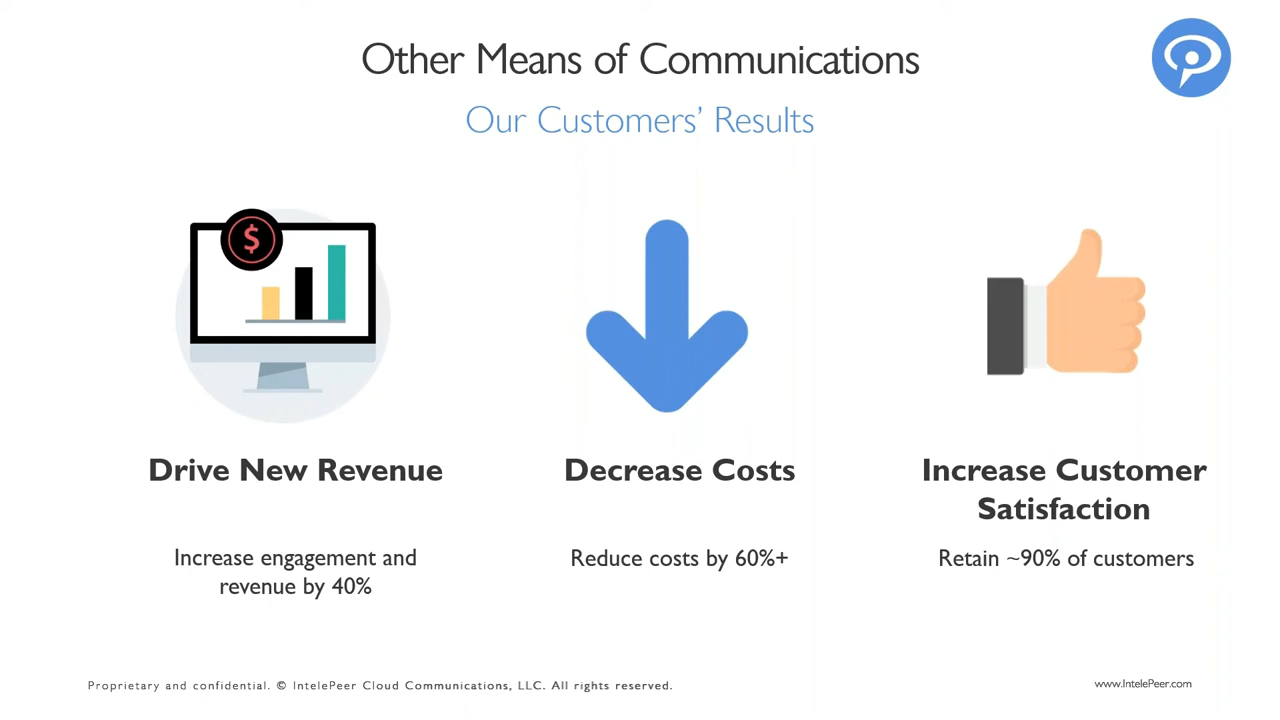 Other Means of Communications
Our Customers’ Results
$
Drive New Revenue
Increase engagement and
revenue by 40%
Decrease Costs
Reduce costs by 60%+
Increase Customer
Satisfaction
Retain ~90% of customers
Proprietary and confidential. © IntelePeer Cloud Communications, LLC. All rights reserved.
www.IntelePeer.com